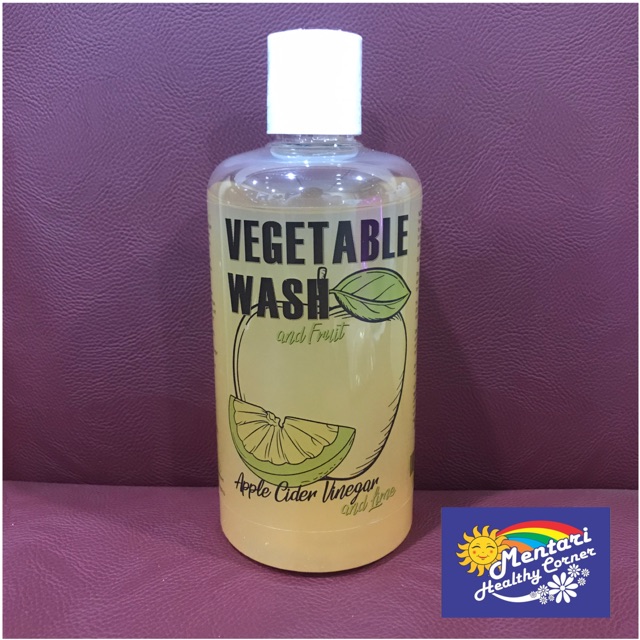 VEGETABLE
WASH
and Fruit
Apple Cider Vinegar
and Lime
Mentari
Healthy Corner